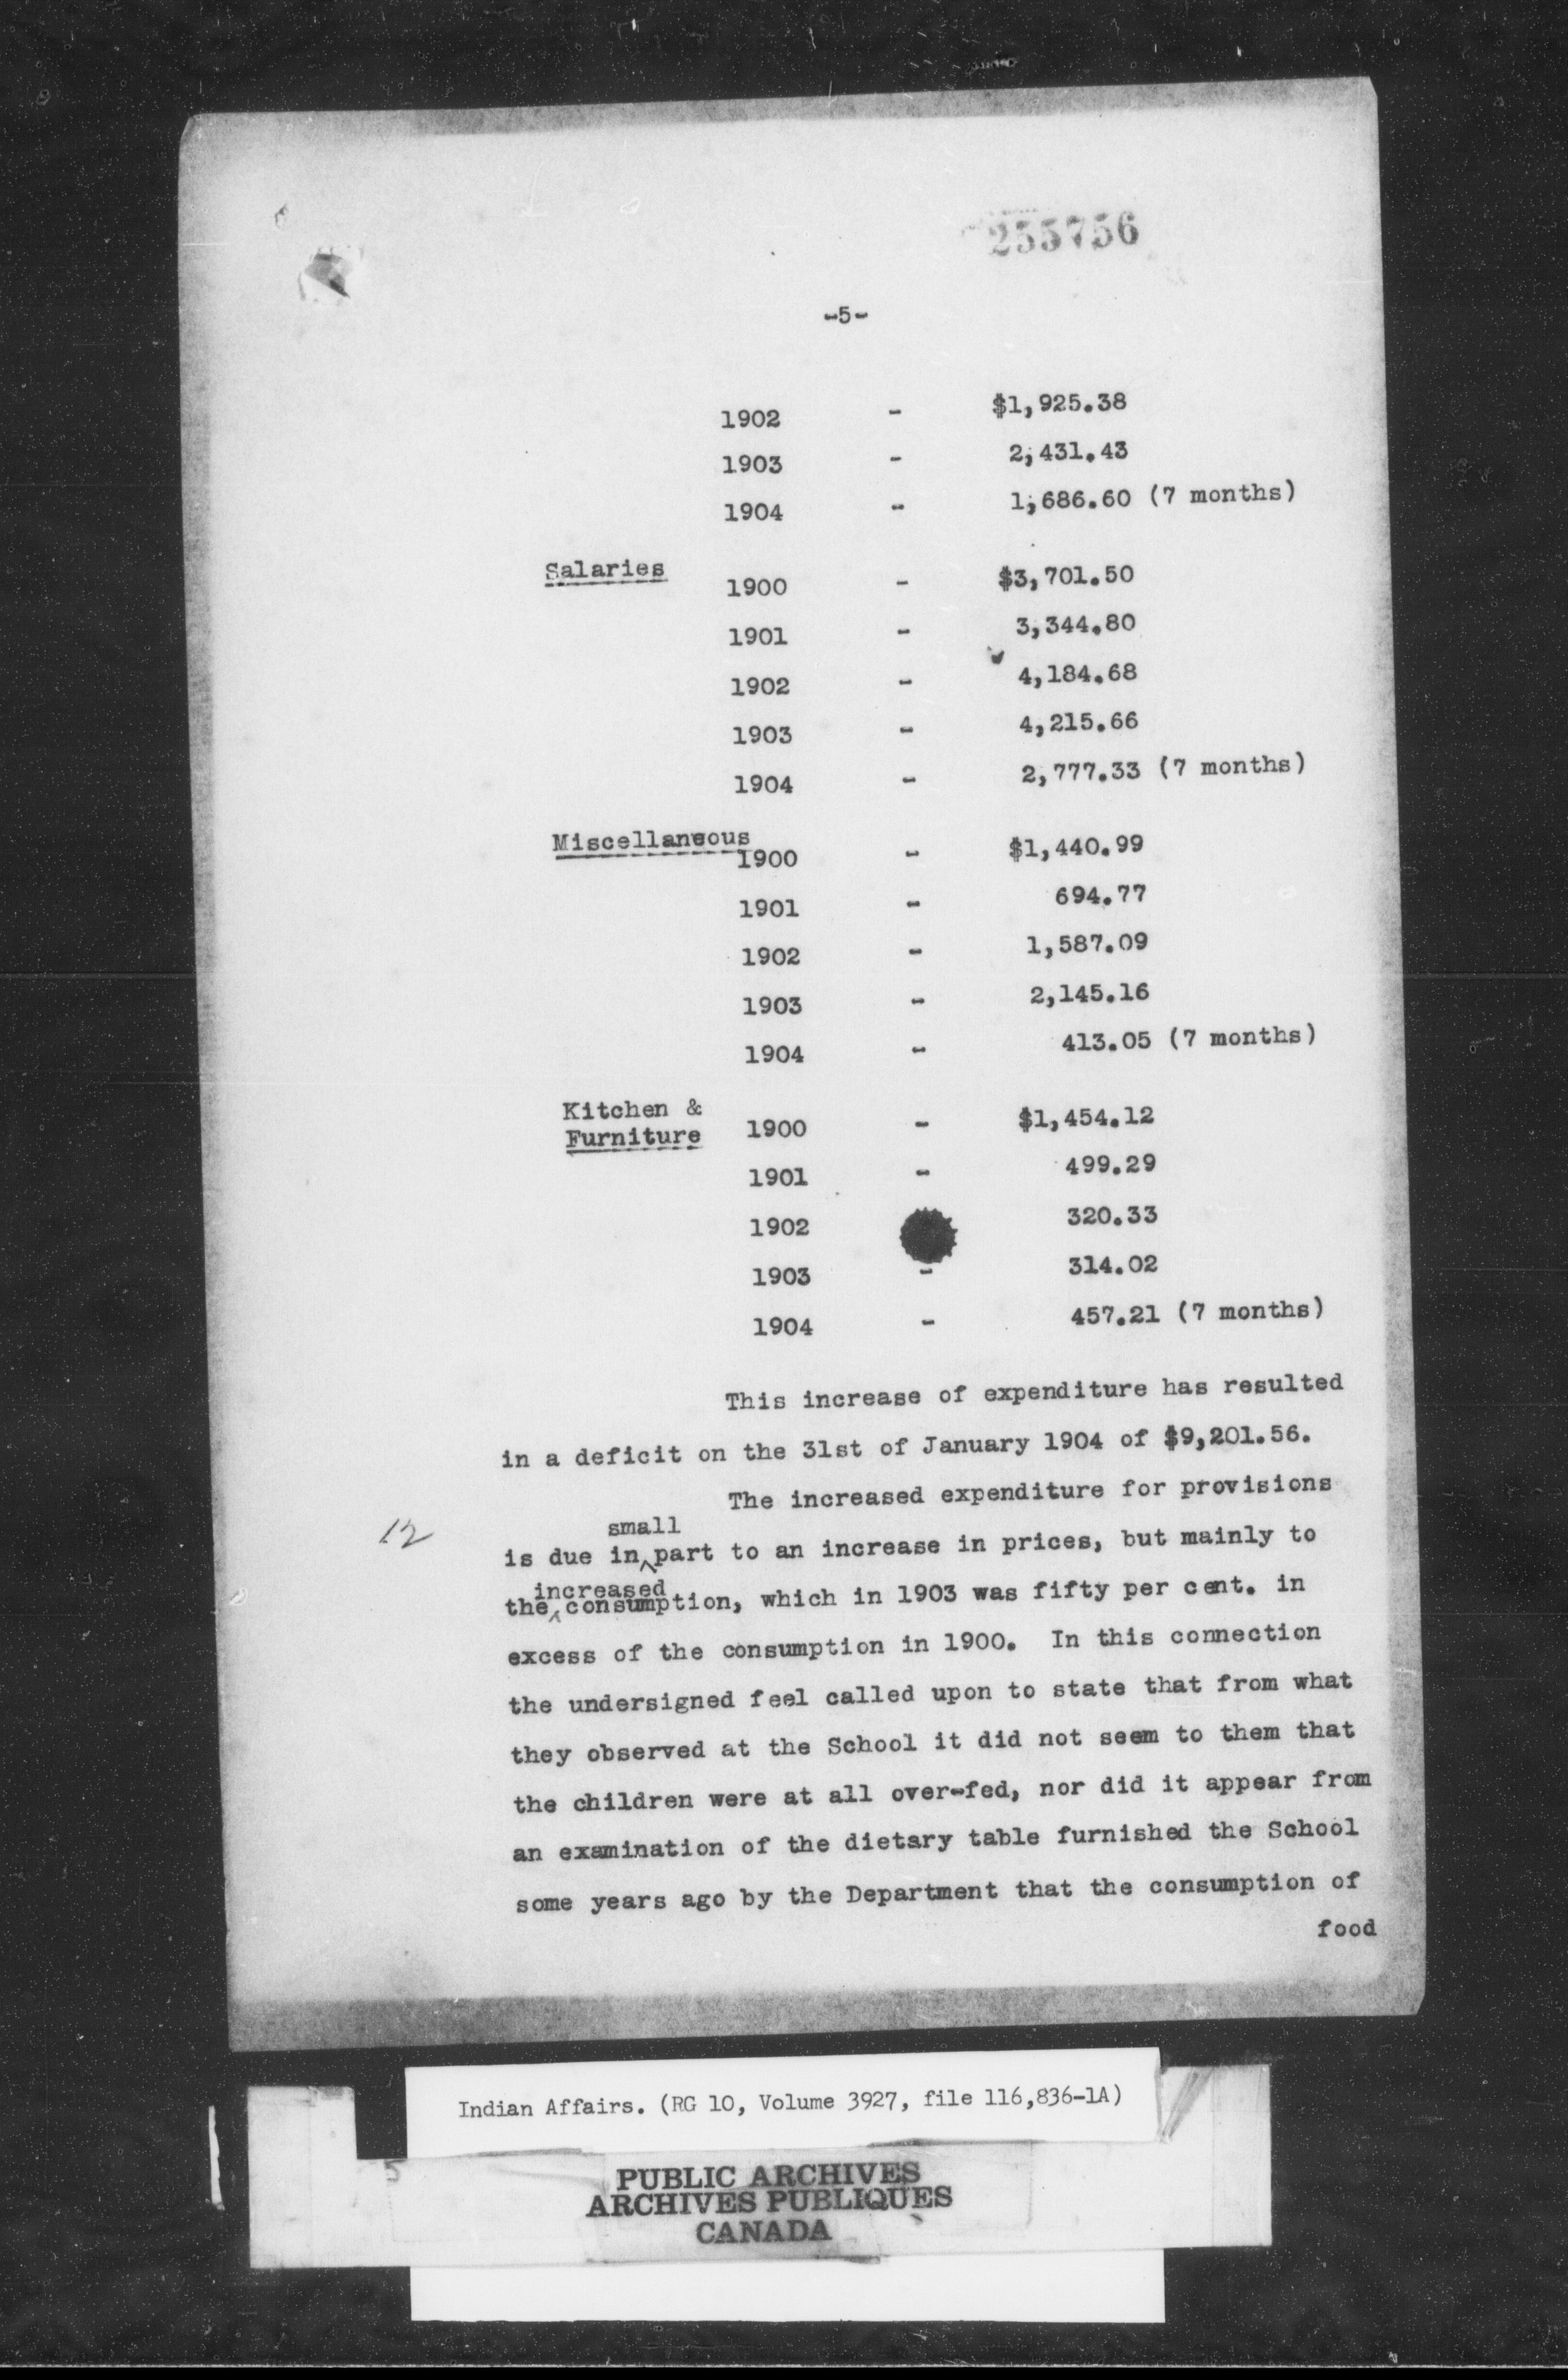 255756
-5-
1902 - $1,925.38
1903 - 2,431.43
1904 - 1,686.60 (7 months)
Salaries
1900 - $3,701.50
1901 - 3,344.80
1902 - 4,184.68
1903 - 4,215.66
1904 - 2,777.33 (7 months)
Miscellaneous
1900 - $1,440.99
1901 - 694.77
1902 - 1,587.09
1903 - 2,145.16
1904 - 413.05 (7 months)
Kitchen &
Furniture 1900 - $1,454.12
1901 - 499.29
1902 320.33
1903 - 314.02
1904 - 457.21 (7 months)
This increase of expenditure has resulted
in a deficit on the 31st of January 1904 of $9,201.56.
The increased expenditure for provisions
12
small
is due in ^ part to an increase in prices, but mainly to
increased
the ^ consumption, which in 1903 was fifty per cent. in
excess of the consumption in 1900. In this connection
the undersigned feel called upon to state that from what
they observed at the School it did not seem to them that
the children were at all over-fed, nor did it appear from
an examination of the dietary table furnished the School
some years ago by the Department that the consumption of
food
Indian Affairs. (RG 10, Volume 3927, file 116,836-1A)
5
PUBLIC ARCHIVES
ARCHIVES PUBLIQUES
CANADA